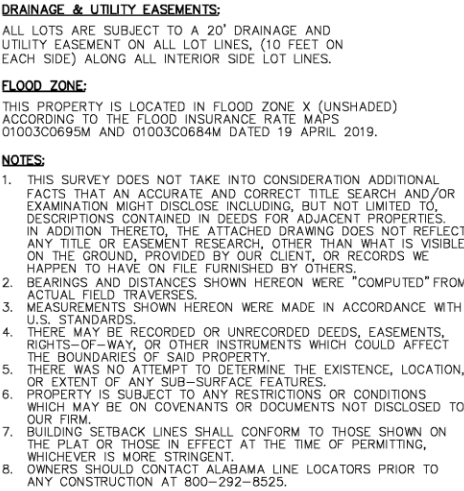 DRAINAGE & UTILITY EASEMENTS:
ALL LOTS ARE SUBJECT TO A 20' DRAINAGE AND
UTILITY EASEMENT ON ALL LOT LINES, (10 FEET ON
EACH SIDE) ALONG ALL INTERIOR SIDE LOT LINES.
FLOOD ZONE:
THIS PROPERTY IS LOCATED IN FLOOD ZONE X (UNSHADED)
ACCORDING TO THE FLOOD INSURANCE RATE MAPS
01003C0695M AND 01003C0684M DATED 19 APRIL 2019.
NOTES:
1. THIS SURVEY DOES NOT TAKE INTO CONSIDERATION ADDITIONAL
FACTS THAT AN ACCURATE AND CORRECT TITLE SEARCH AND/OR
EXAMINATION MIGHT DISCLOSE INCLUDING, BUT NOT LIMITED TO,
DESCRIPTIONS CONTAINED IN DEEDS FOR ADJACENT PROPERTIES.
IN ADDITION THERETO, THE ATTACHED DRAWING DOES NOT REFLECT
ANY TITLE OR EASEMENT RESEARCH, OTHER THAN WHAT IS VISIBLE
ON THE GROUND, PROVIDED BY OUR CLIENT, OR RECORDS WE
HAPPEN TO HAVE ON FILE FURNISHED BY OTHERS.
2. BEARINGS AND DISTANCES SHOWN HEREON WERE "COMPUTED" FROM
ACTUAL FIELD TRAVERSES.
3. MEASUREMENTS SHOWN HEREON WERE MADE IN ACCORDANCE WITH
U.S. STANDARDS.
4. THERE MAY BE RECORDED OR UNRECORDED DEEDS, EASEMENTS,
RIGHTS-OF-WAY, OR OTHER INSTRUMENTS WHICH COULD AFFECT
THE BOUNDARIES OF SAID PROPERTY.
5. THERE WAS NO ATTEMPT TO DETERMINE THE EXISTENCE, LOCATION,
OR EXTENT OF ANY SUB-SURFACE FEATURES.
6. PROPERTY IS SUBJECT TO ANY RESTRICTIONS OR CONDITIONS
WHICH MAY BE ON COVENANTS OR DOCUMENTS NOT DISCLOSED TO
OUR FIRM.
7. BUILDING SETBACK LINES SHALL CONFORM TO THOSE SHOWN ON
THE PLAT OR THOSE IN EFFECT AT THE TIME OF PERMITTING,
WHICHEVER IS MORE STRINGENT.
8. OWNERS SHOULD CONTACT ALABAMA LINE LOCATORS PRIOR TO
ANY CONSTRUCTION AT 800-292-8525.